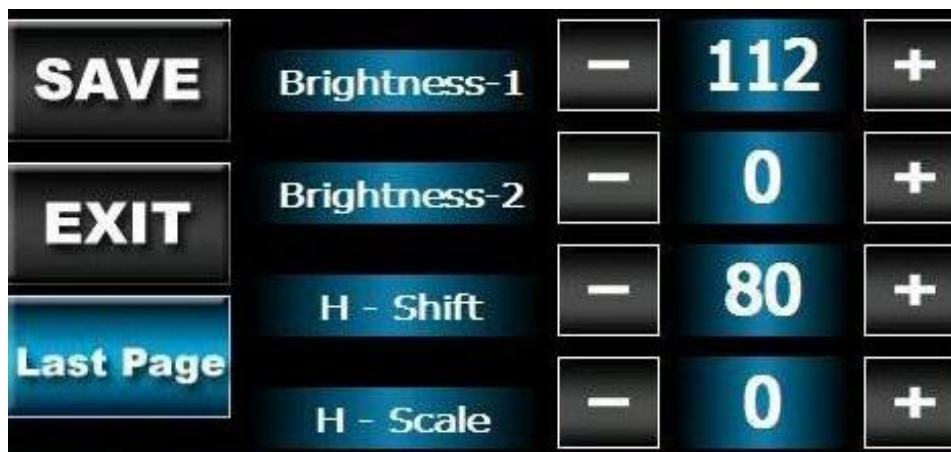 SAVE
Brightness-1 − 112 +
EXIT
Brightness-2 − 0 +
H - Shift − 80 +
Last Page
H - Scale − 0 +